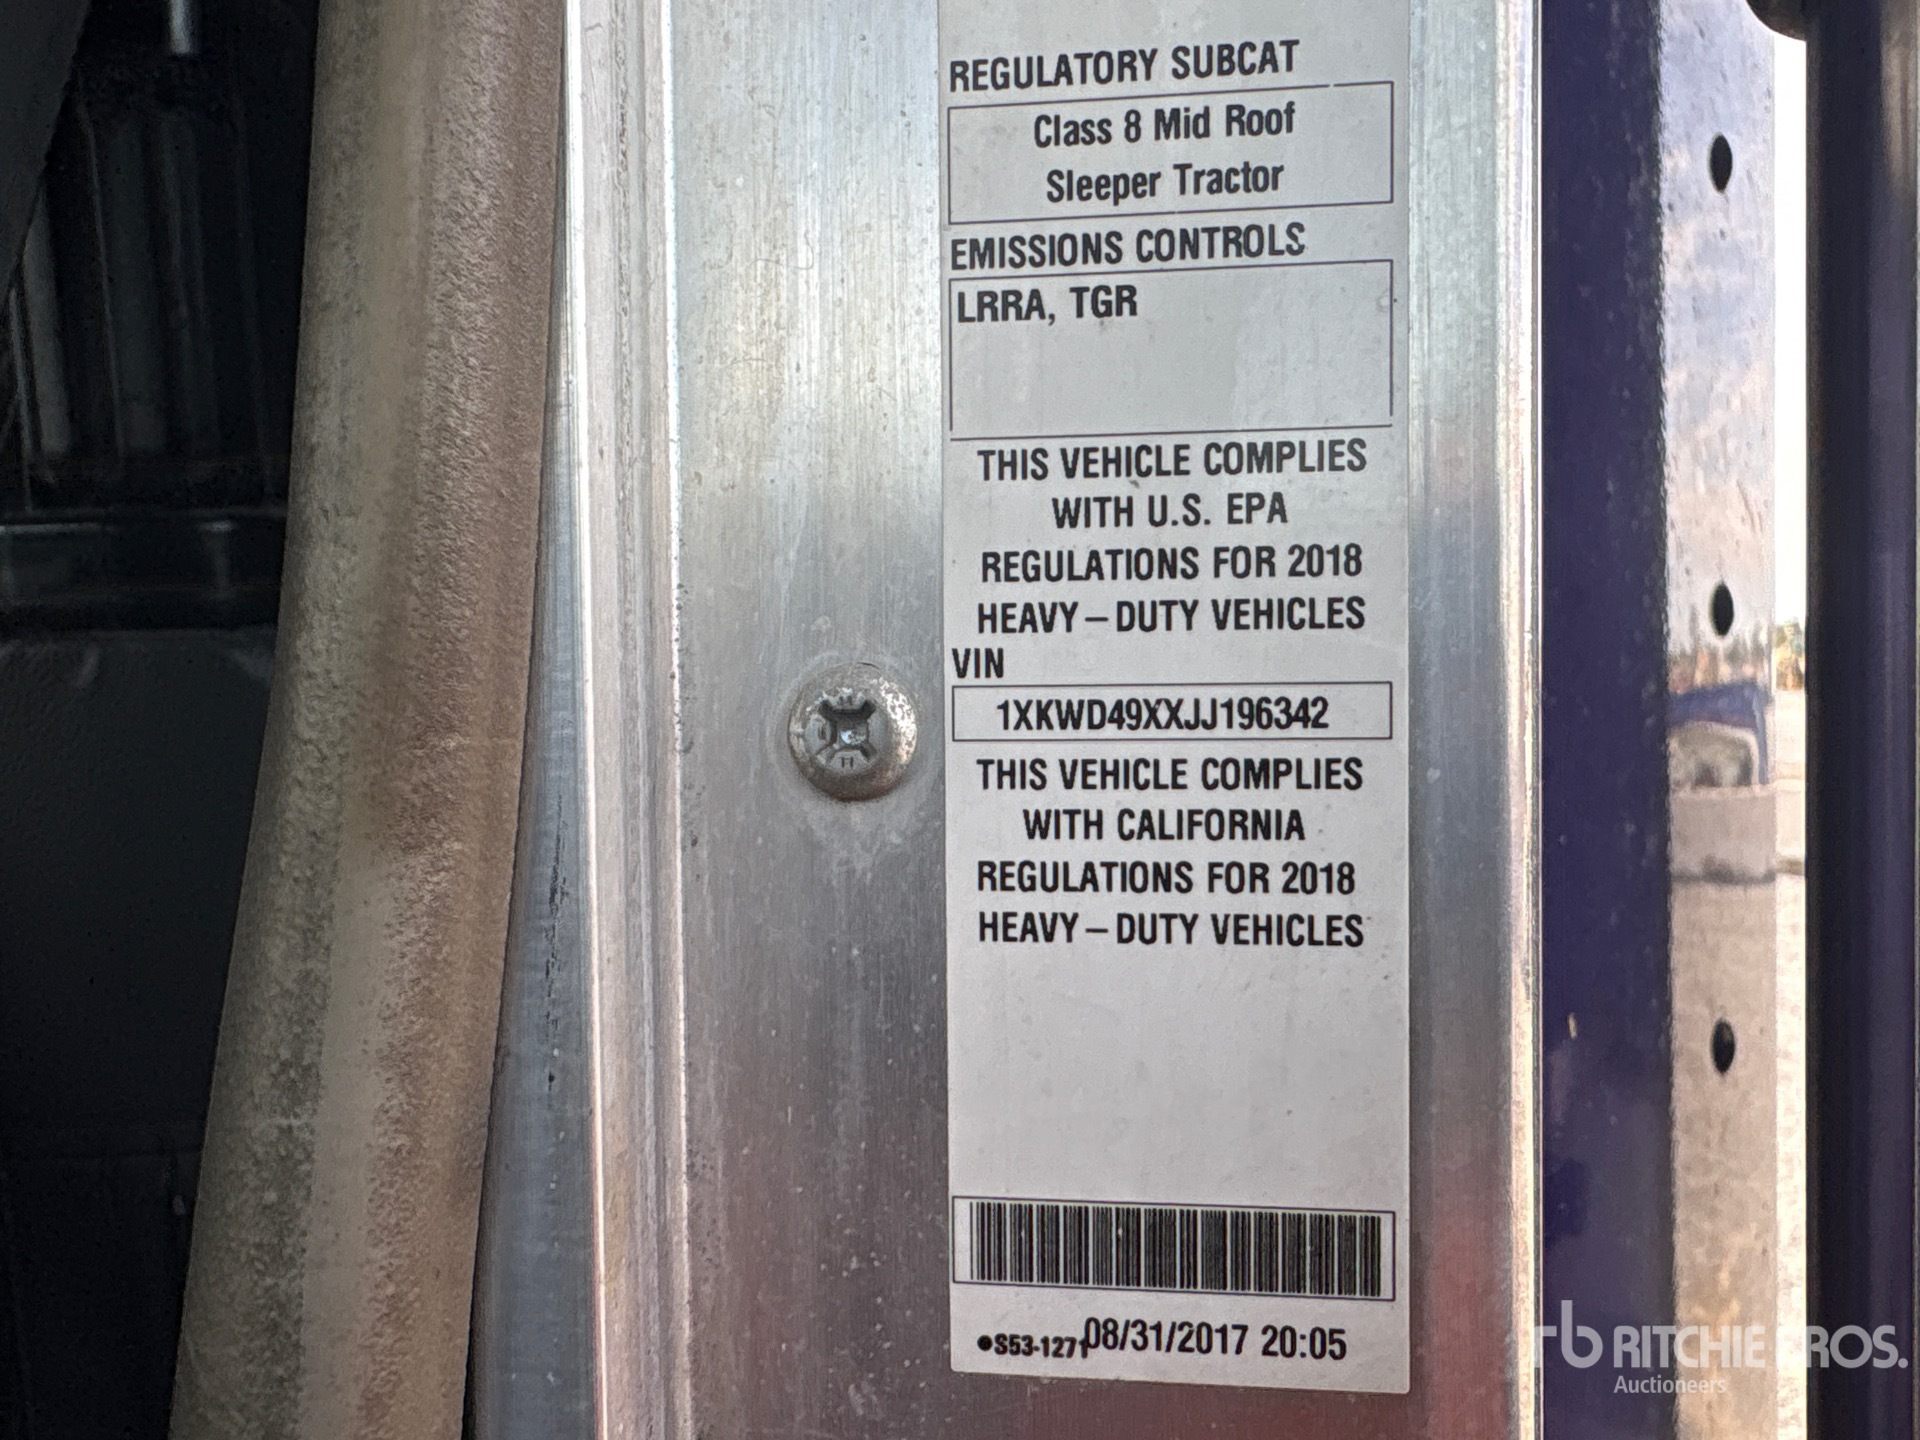 REGULATORY SUBCAT
Class 8 Mid Roof
Sleeper Tractor
EMISSIONS CONTROLS
LRRA, TGR
THIS VEHICLE COMPLIES
WITH U.S. EPA
REGULATIONS FOR 2018
HEAVY-DUTY VEHICLES
VIN
1XKWD49XXJJ196342
THIS VEHICLE COMPLIES
WITH CALIFORNIA
REGULATIONS FOR 2018
HEAVY-DUTY VEHICLES
●S53-1271 08/31/2017 20:05
rb RITCHIE BROS.
Auctioneers